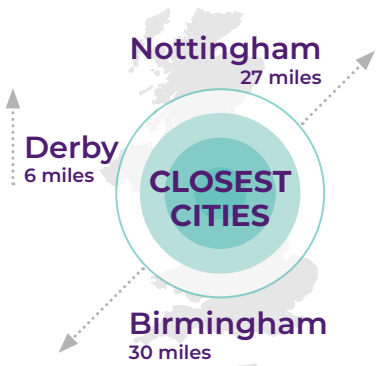 Nottingham
27 miles
Derby
6 miles
CLOSEST
CITIES
Birmingham
30 miles